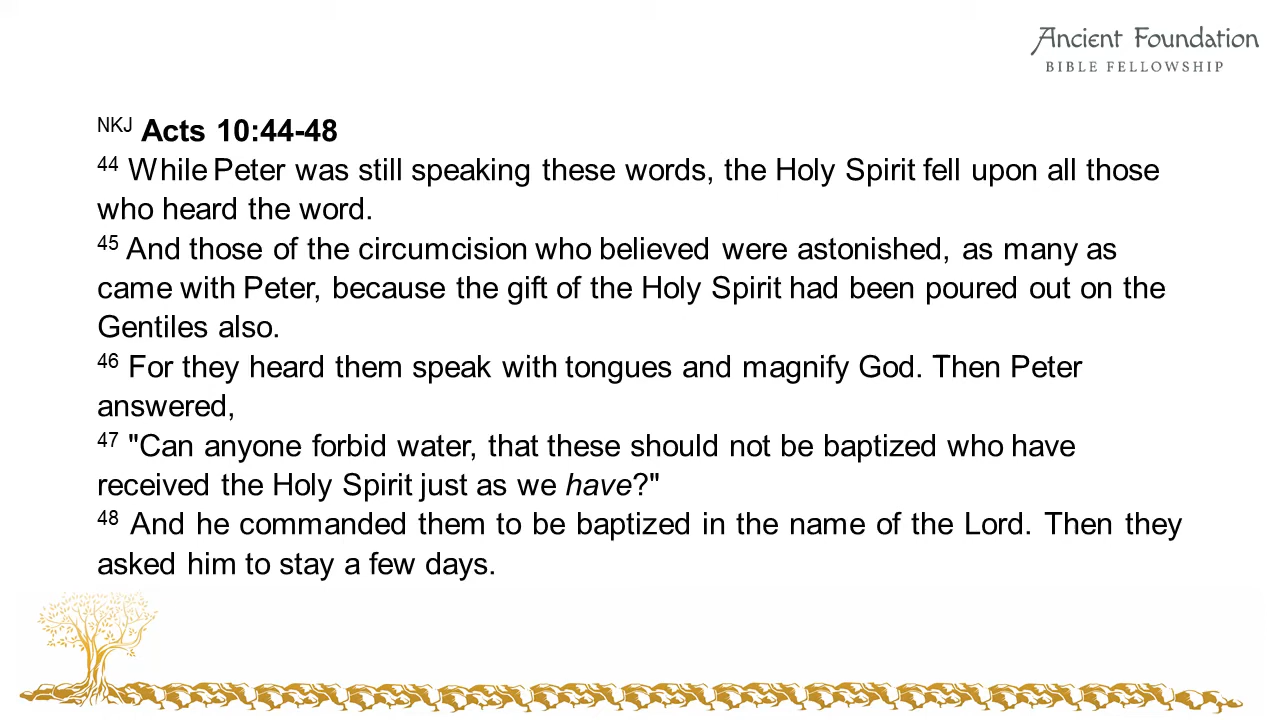 Ancient Foundation
BIBLE FELLOWSHIP
NKJ Acts 10:44-48
44 While Peter was still speaking these words, the Holy Spirit fell upon all those
who heard the word.
45 And those of the circumcision who believed were astonished, as many as
came with Peter, because the gift of the Holy Spirit had been poured out on the
Gentiles also.
46 For they heard them speak with tongues and magnify God. Then Peter
answered,
47 "Can anyone forbid water, that these should not be baptized who have
received the Holy Spirit just as we have?"
48 And he commanded them to be baptized in the name of the Lord. Then they
asked him to stay a few days.